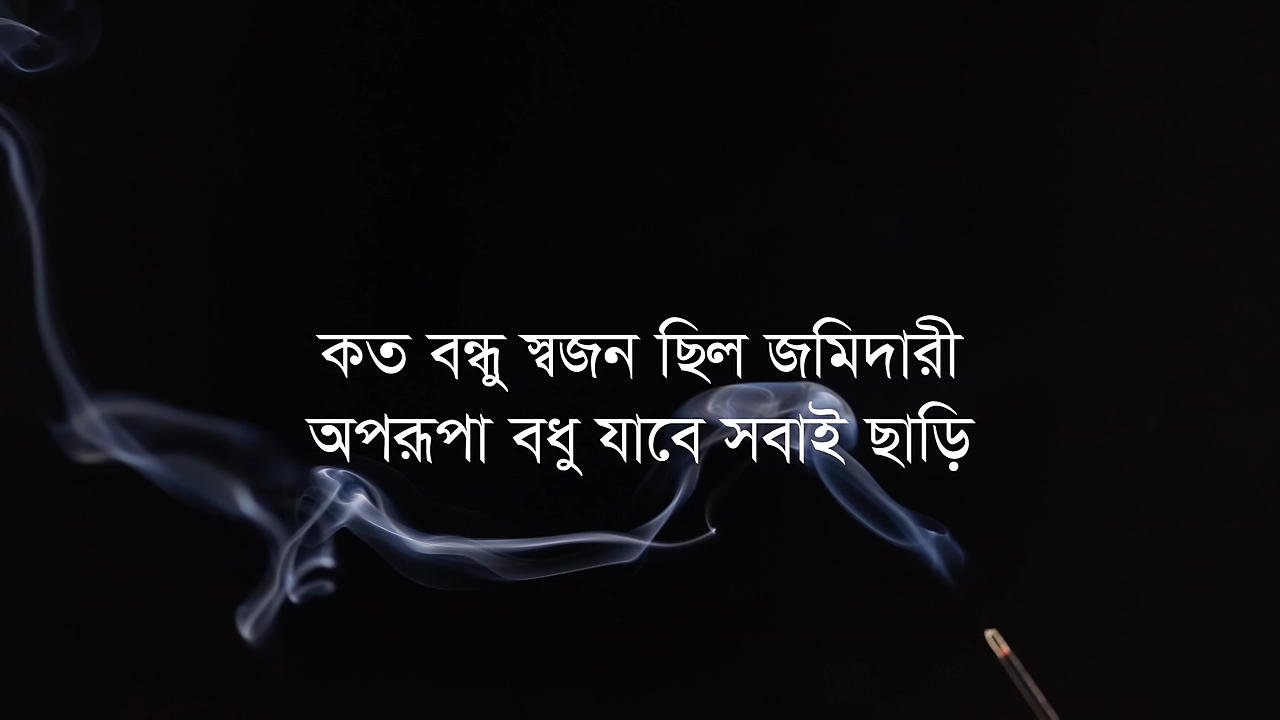 কত বন্ধু স্বজন ছিল জমিদারী
অপরূপা বধু যাবে সবাই ছাড়ি